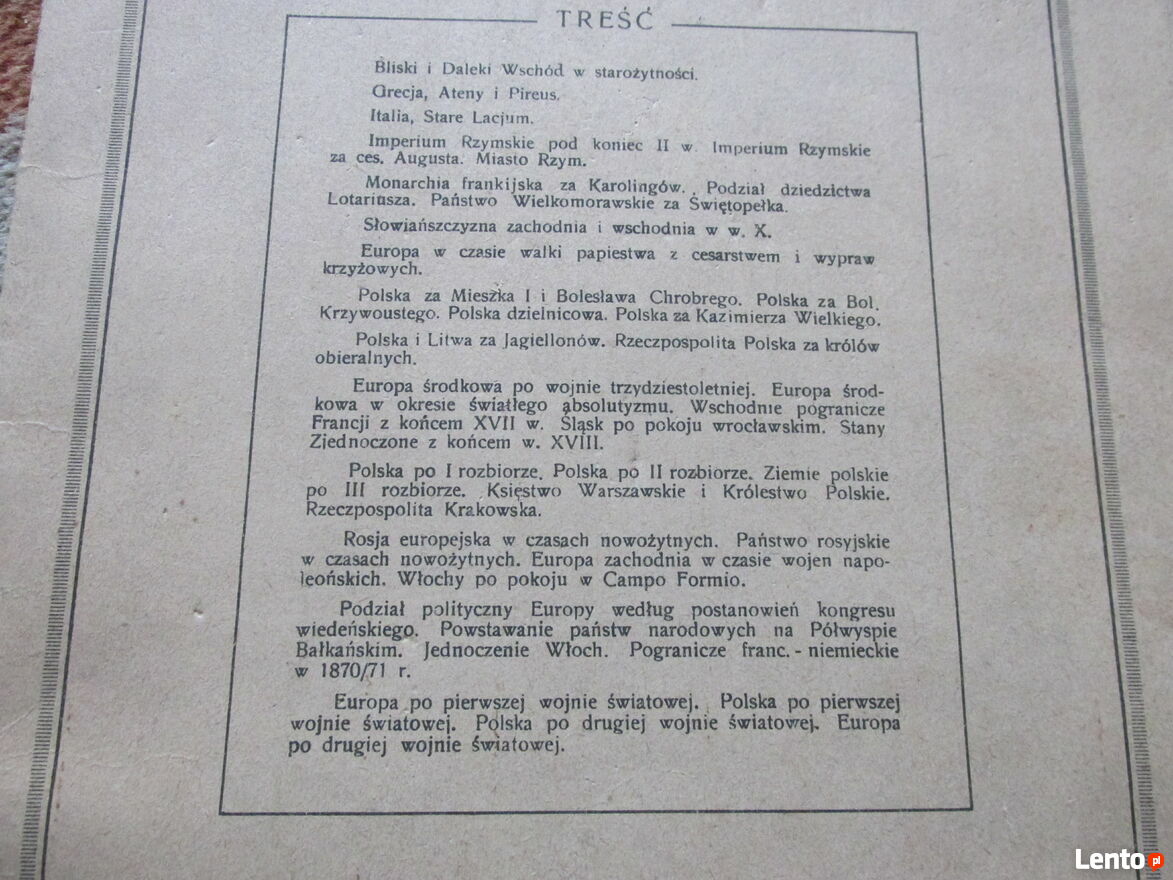 TREŚĆ
Bliski i Daleki Wschód w starożytności.
Grecja, Ateny i Pireus.
Italia, Stare Lacjum.
Imperium Rzymskie pod koniec II w. Imperium Rzymskie
za ces. Augusta. Miasto Rzym.
Monarchia frankijska za Karolingów. Podział dziedzictwa
Lotariusza. Państwo Wielkomorawskie za Świętopełka.
Słowiańszczyzna zachodnia i wschodnia w w. X.
Europa w czasie walki papiestwa z cesarstwem i wypraw
krzyżowych.
Polska za Mieszka I i Bolesława Chrobrego. Polska za Bol.
Krzywoustego. Polska dzielnicowa. Polska za Kazimierza Wielkiego.
Polska i Litwa za Jagiellonów. Rzeczpospolita Polska za królów
obieralnych.
Europa środkowa po wojnie trzydziestoletniej. Europa środ-
kowa w okresie światłego absolutyzmu. Wschodnie pogranicze
Francji z końcem XVII w. Śląsk po pokoju wrocławskim. Stany
Zjednoczone z końcem w. XVIII.
Polska po I rozbiorze. Polska po II rozbiorze. Ziemie polskie
po III rozbiorze. Księstwo Warszawskie i Królestwo Polskie.
Rzeczpospolita Krakowska.
Rosja europejska w czasach nowożytnych. Państwo rosyjskie
w czasach nowożytnych. Europa zachodnia w czasie wojen napo-
leońskich. Włochy po pokoju w Campo Formio.
Podział polityczny Europy według postanowień kongresu
wiedeńskiego. Powstawanie państw narodowych na Półwyspie
Bałkańskim. Jednoczenie Włoch. Pogranicze franc. - niemieckie
w 1870/71 r.
Europa po pierwszej wojnie światowej. Polska po pierwszej
wojnie światowej. Polska po drugiej wojnie światowej. Europa
po drugiej wojnie światowej.
Lento pl